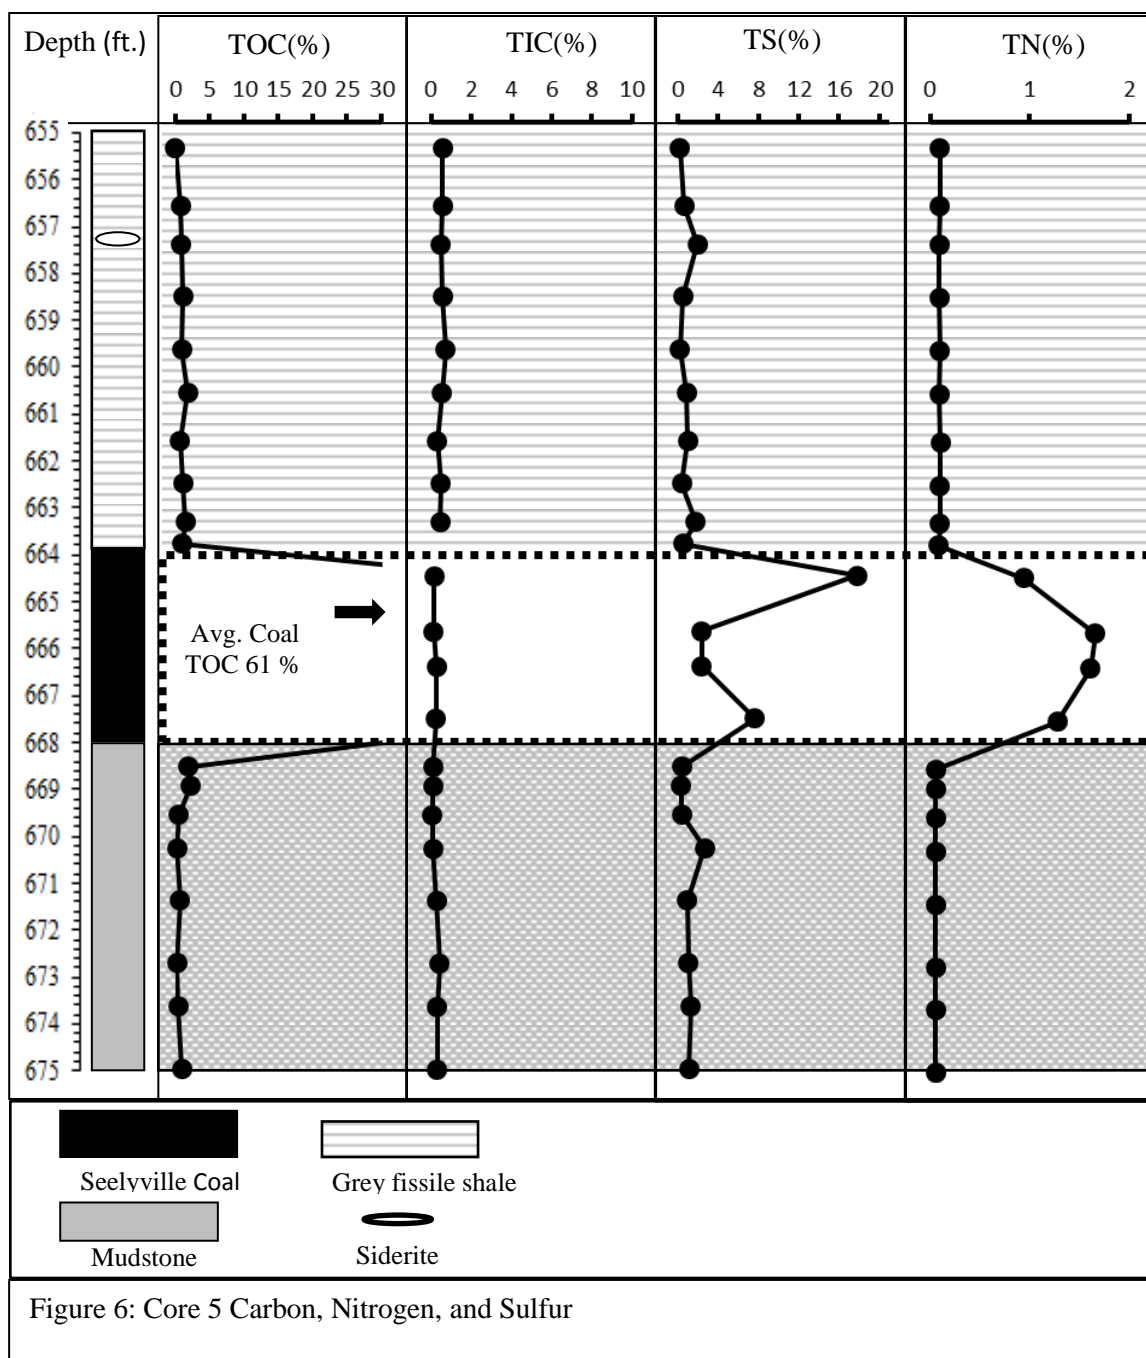 Depth (ft.) TOC(%) TIC(%) TS(%) TN(%)
0 5 10 15 20 25 30 0 2 4 6 8 10 0 4 8 12 16 20 0 1 2
655
656
657
658
659
660
661
662
663
664
665
666
667
668
669
670
671
672
673
674
675
Avg. Coal
TOC 61 %
Seelyville Coal
Grey fissile shale
Mudstone
Siderite
Figure 6: Core 5 Carbon, Nitrogen, and Sulfur